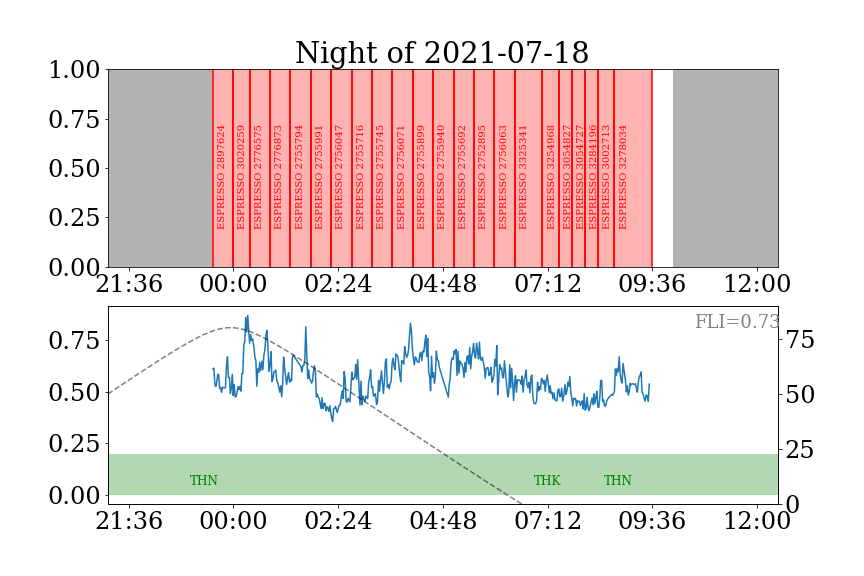 Night of 2021-07-18
1.00
0.75
0.50
0.25
0.00
ESPRESSO 2897624
ESPRESSO 3020259
ESPRESSO 2776575
ESPRESSO 2776873
ESPRESSO 2755794
ESPRESSO 2755991
ESPRESSO 2756047
ESPRESSO 2755716
ESPRESSO 2755745
ESPRESSO 2756071
ESPRESSO 2755899
ESPRESSO 2755940
ESPRESSO 2755692
ESPRESSO 2752895
ESPRESSO 2756063
ESPRESSO 3325341
ESPRESSO 3254968
ESPRESSO 3054827
ESPRESSO 3054727
ESPRESSO 3284196
ESPRESSO 3002713
ESPRESSO 3278034
21:36 00:00 02:24 04:48 07:12 09:36 12:00
FLI=0.73
0.75
0.50
0.25
0.00
75
50
25
0
THN THK THN
21:36 00:00 02:24 04:48 07:12 09:36 12:00